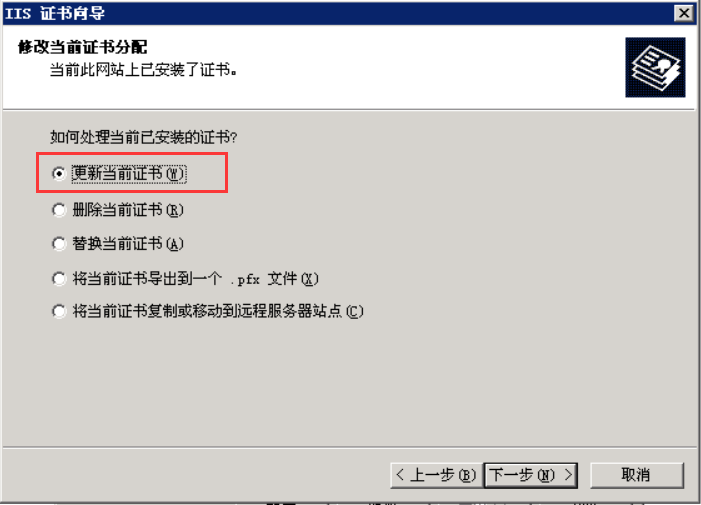 IIS 证书向导
修改当前证书分配
当前此网站上已安装了证书。
如何处理当前已安装的证书?
更新当前证书(W)
删除当前证书(R)
替换当前证书(A)
将当前证书导出到一个 .pfx 文件(X)
将当前证书复制或移动到远程服务器站点(C)
< 上一步(B) 下一步(N) > 取消